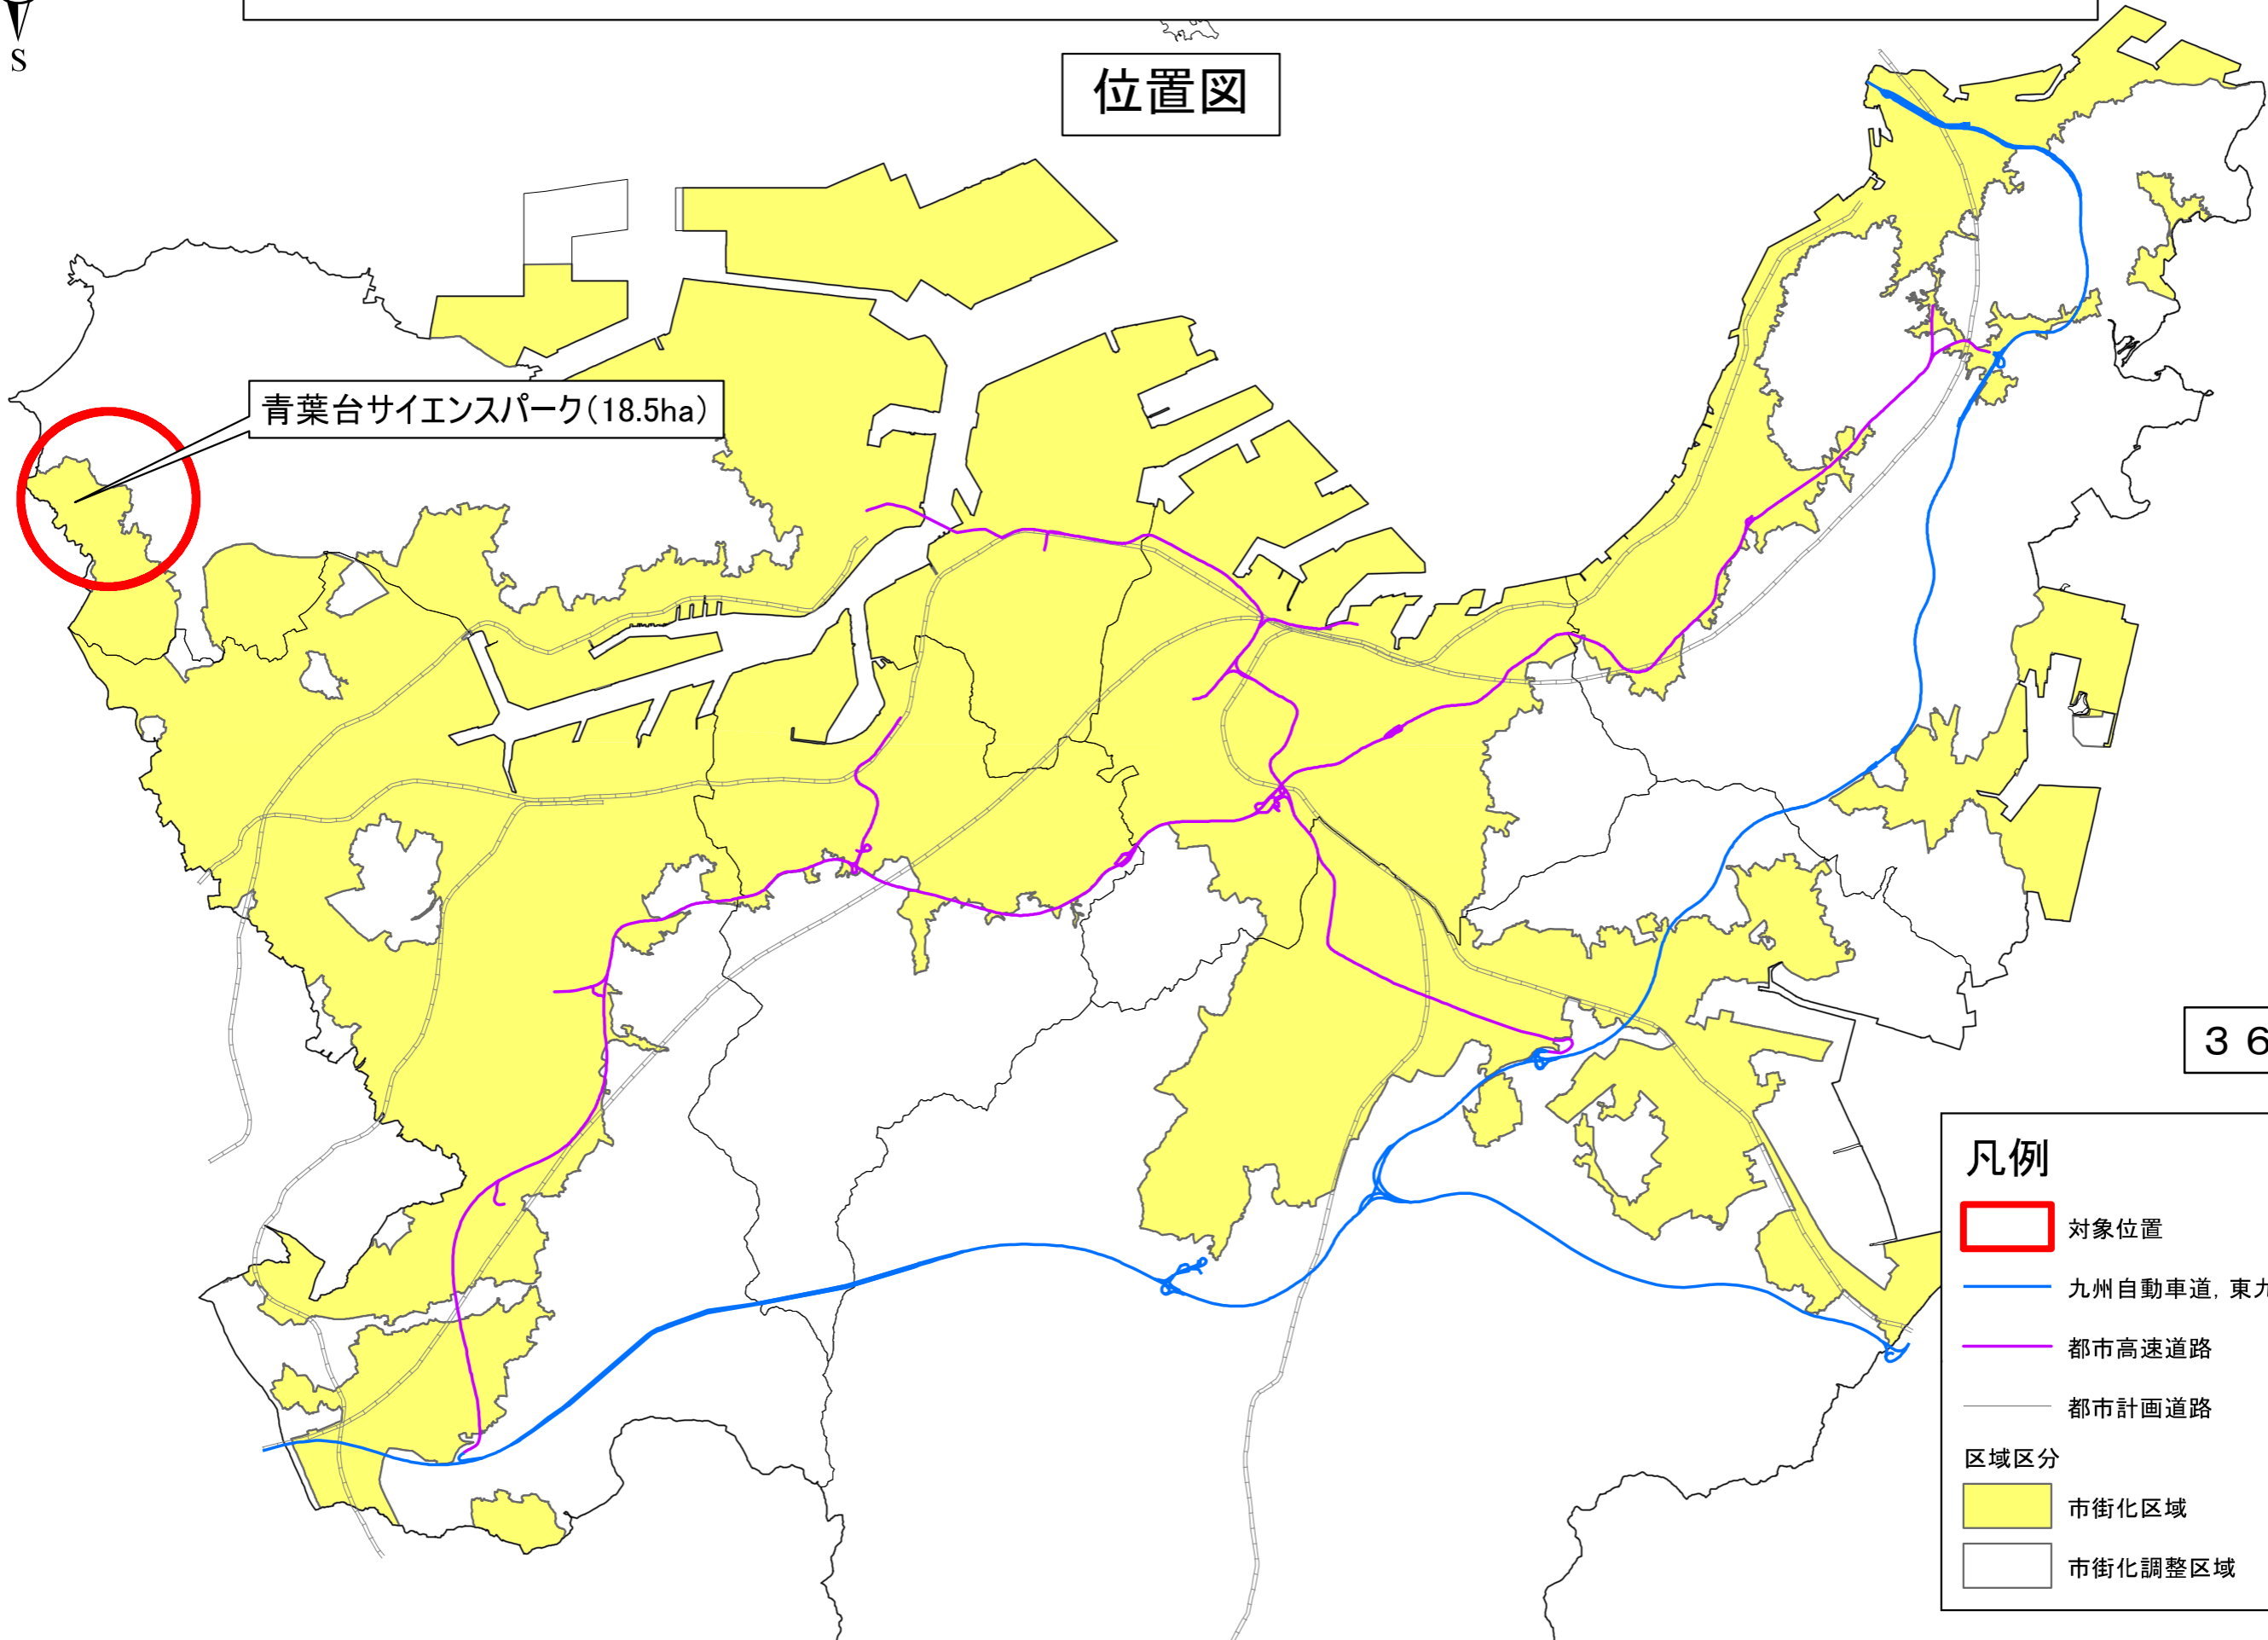 S
位置図
青葉台サイエンスパーク(18.5ha)
36
凡例
対象位置
九州自動車道, 東九
都市高速道路
都市計画道路
区域区分
市街化区域
市街化調整区域